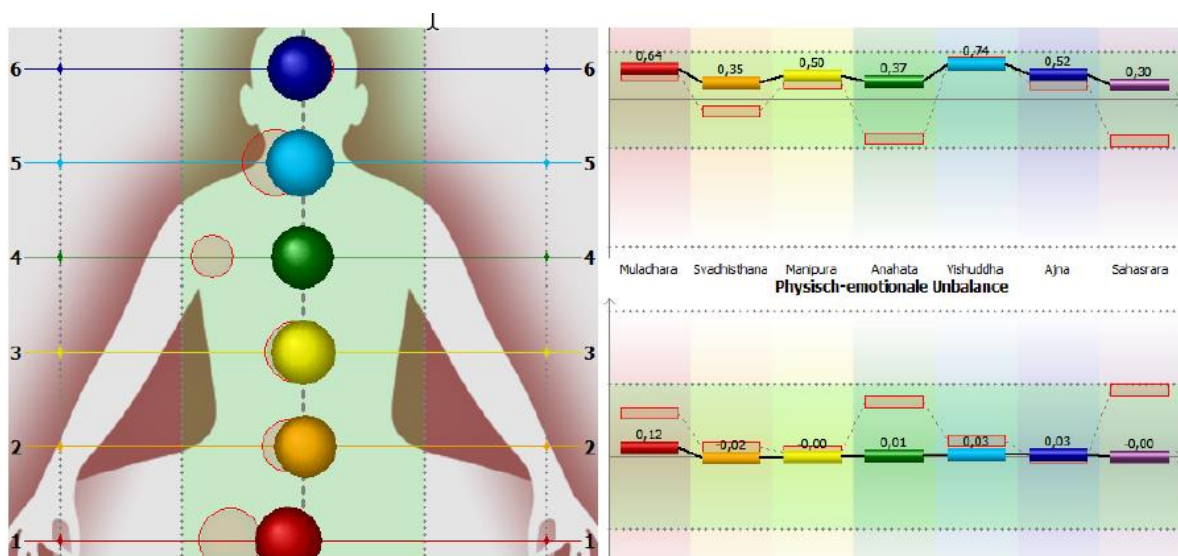 6 6
5 5
4 4
3 3
2 2
1 1
0,64 0,35 0,50 0,37 0,74 0,52 0,30
Muladhara Svadhisthana Manipura Anahata Vishuddha Ajna Sahasrara
Physisch-emotionale Unbalance
0,12 -0,02 -0,00 0,01 0,03 0,03 -0,00